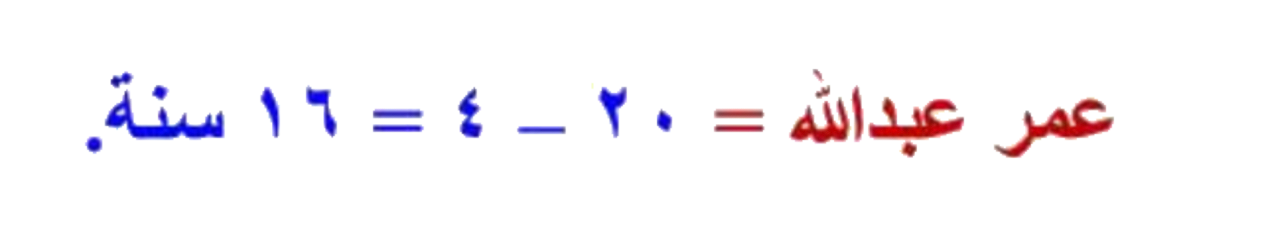 عمر عبدالله = ٢٠ – ٤ = ١٦ سنة.